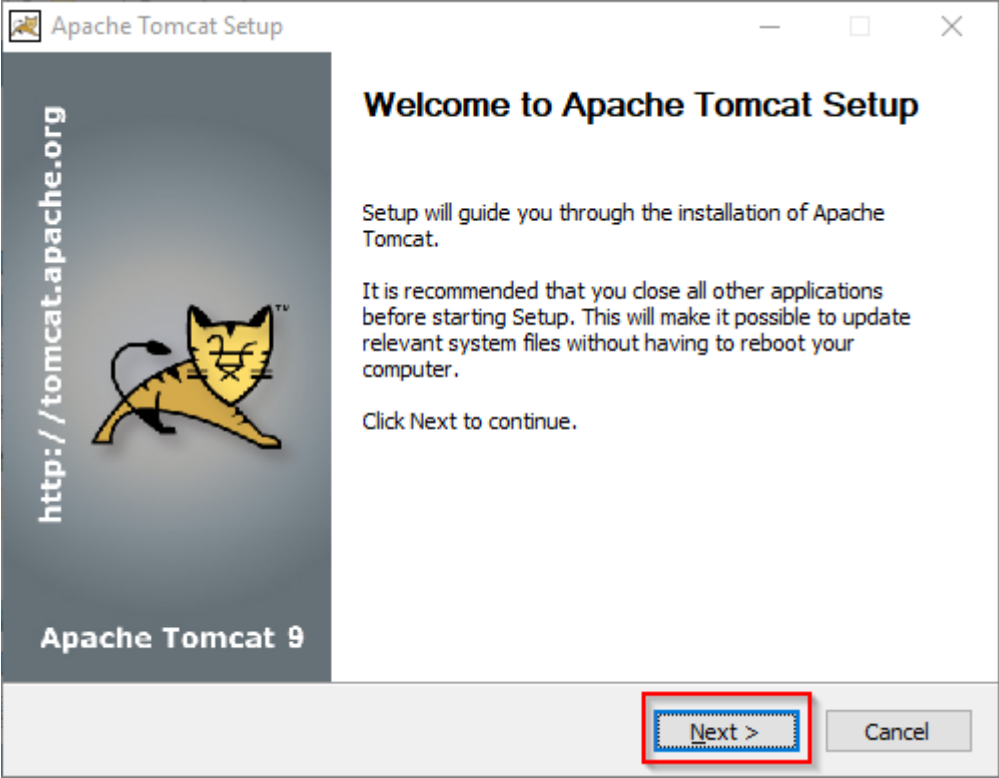 Apache Tomcat Setup
http://tomcat.apache.org
Apache Tomcat 9
Welcome to Apache Tomcat Setup
Setup will guide you through the installation of Apache
Tomcat.
It is recommended that you close all other applications
before starting Setup. This will make it possible to update
relevant system files without having to reboot your
computer.
Click Next to continue.
TM
Next >
Cancel